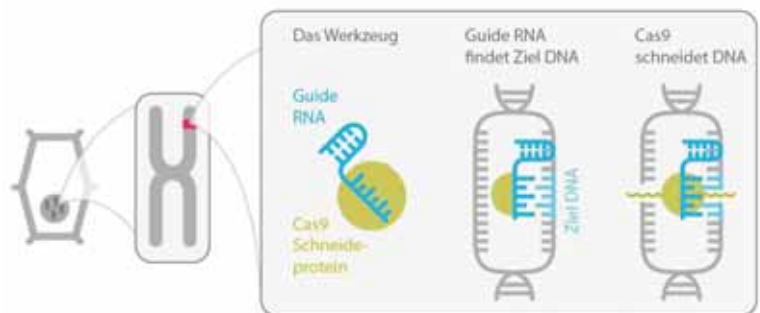 Das Werkzeug
Guide RNA
findet Ziel DNA
Cas9
schneidet DNA
Guide
RNA
Cas9
Schneide-
protein
Ziel DNA